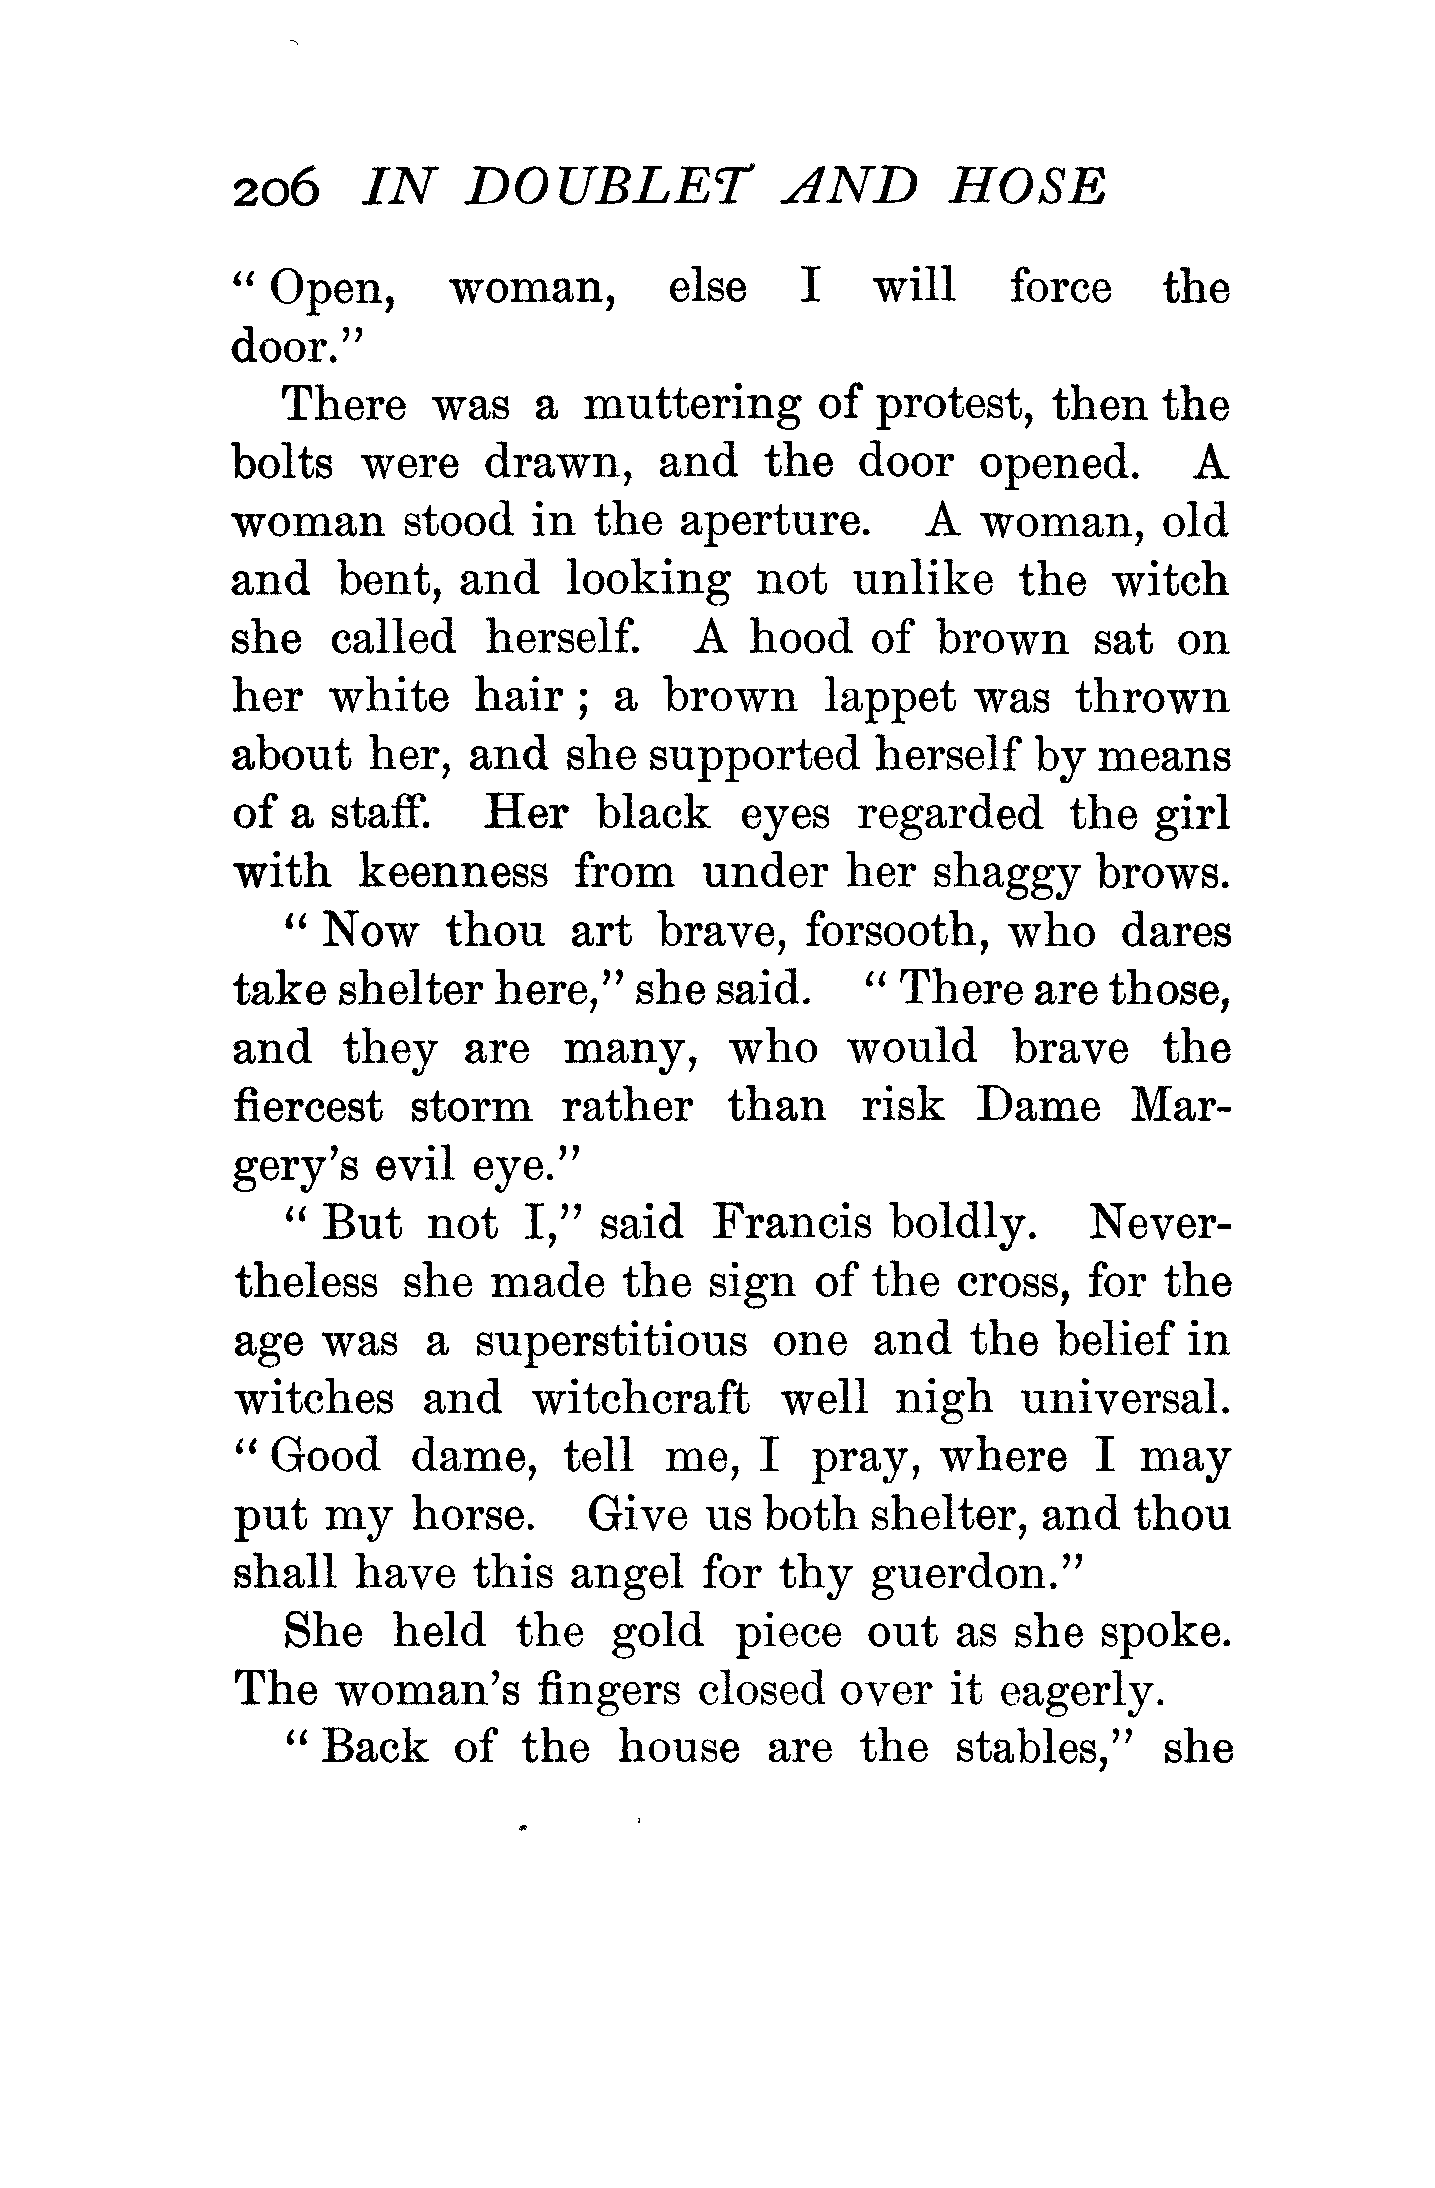 206 IN DOUBLET AND HOSE
“ Open, woman, else I will force the
door.”
There was a muttering of protest, then the
bolts were drawn, and the door opened. A
woman stood in the aperture. A woman, old
and bent, and looking not unlike the witch
she called herself. A hood of brown sat on
her white hair ; a brown lappet was thrown
about her, and she supported herself by means
of a staff. Her black eyes regarded the girl
with keenness from under her shaggy brows.
“ Now thou art brave, forsooth, who dares
take shelter here,” she said. “ There are those,
and they are many, who would brave the
fiercest storm rather than risk Dame Mar-
gery’s evil eye.”
“ But not I,” said Francis boldly. Never-
theless she made the sign of the cross, for the
age was a superstitious one and the belief in
witches and witchcraft well nigh universal.
“ Good dame, tell me, I pray, where I may
put my horse. Give us both shelter, and thou
shall have this angel for thy guerdon.”
She held the gold piece out as she spoke.
The woman’s fingers closed over it eagerly.
“ Back of the house are the stables,” she